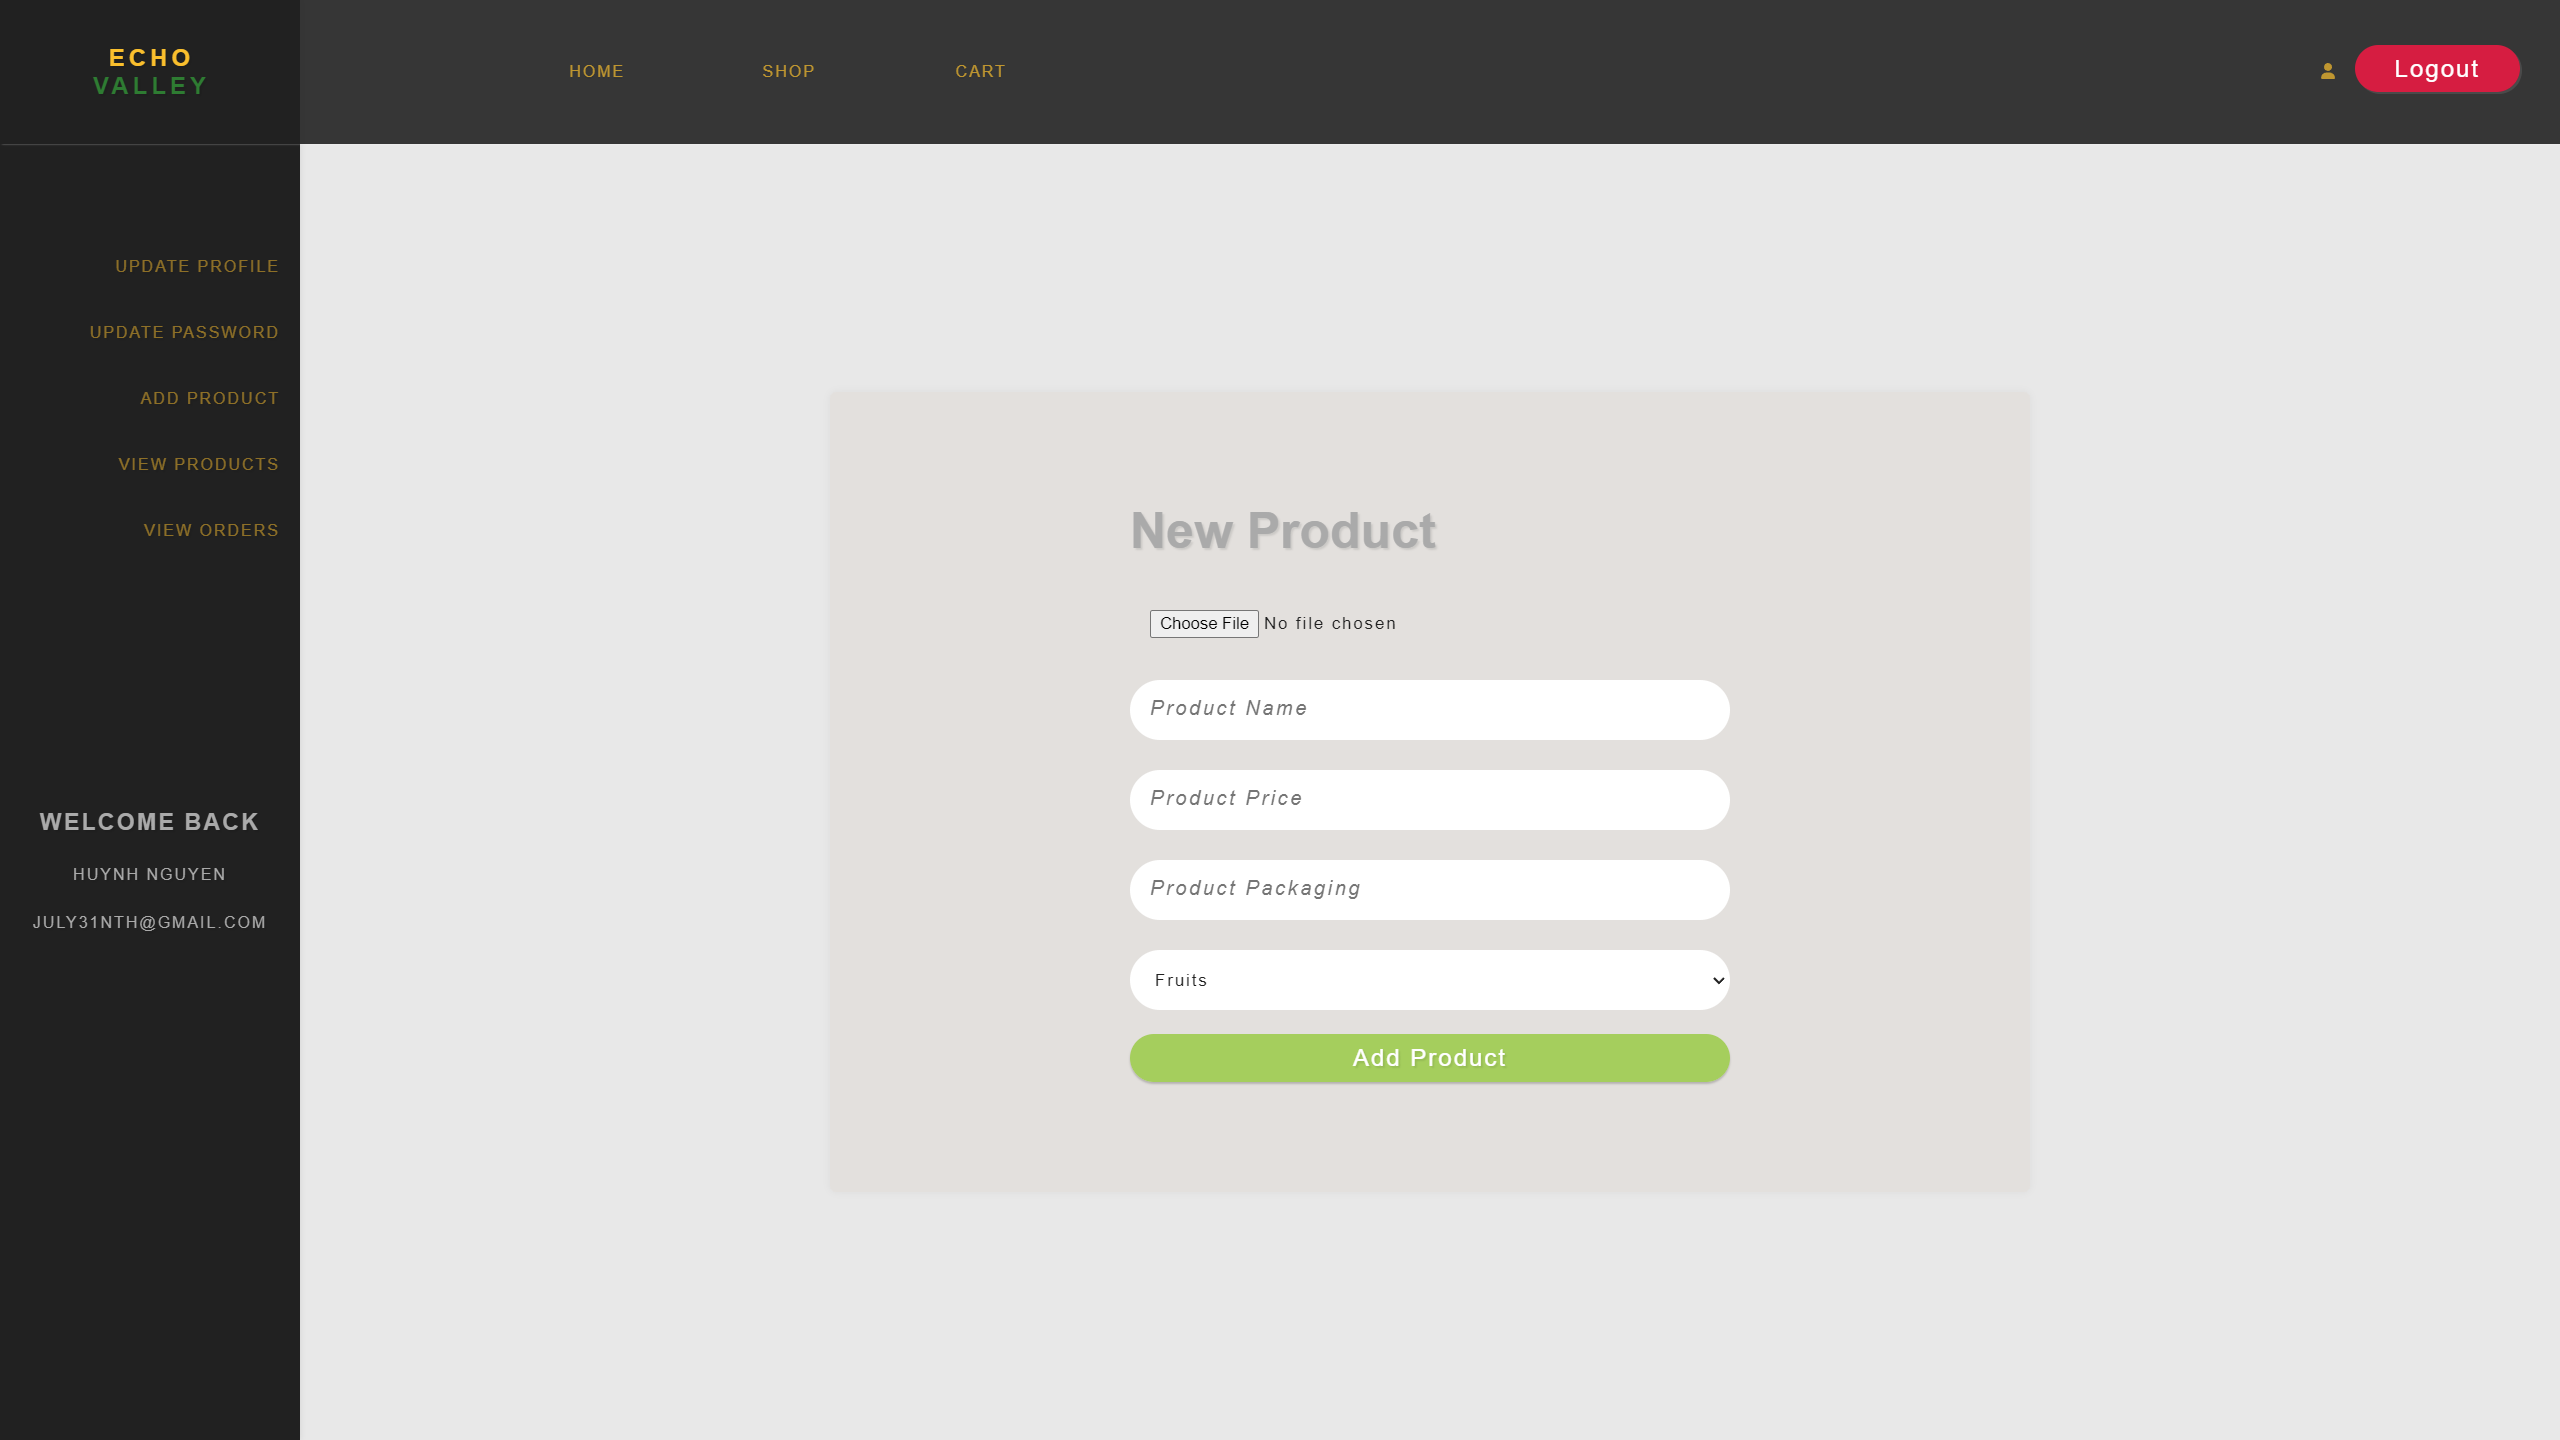 ECHO
VALLEY
HOME
SHOP
CART
Logout
UPDATE PROFILE
UPDATE PASSWORD
ADD PRODUCT
VIEW PRODUCTS
VIEW ORDERS
WELCOME BACK
HUYNH NGUYEN
JULY31NTH@GMAIL.COM
New Product
Choose File No file chosen
Product Name
Product Price
Product Packaging
Fruits
Add Product